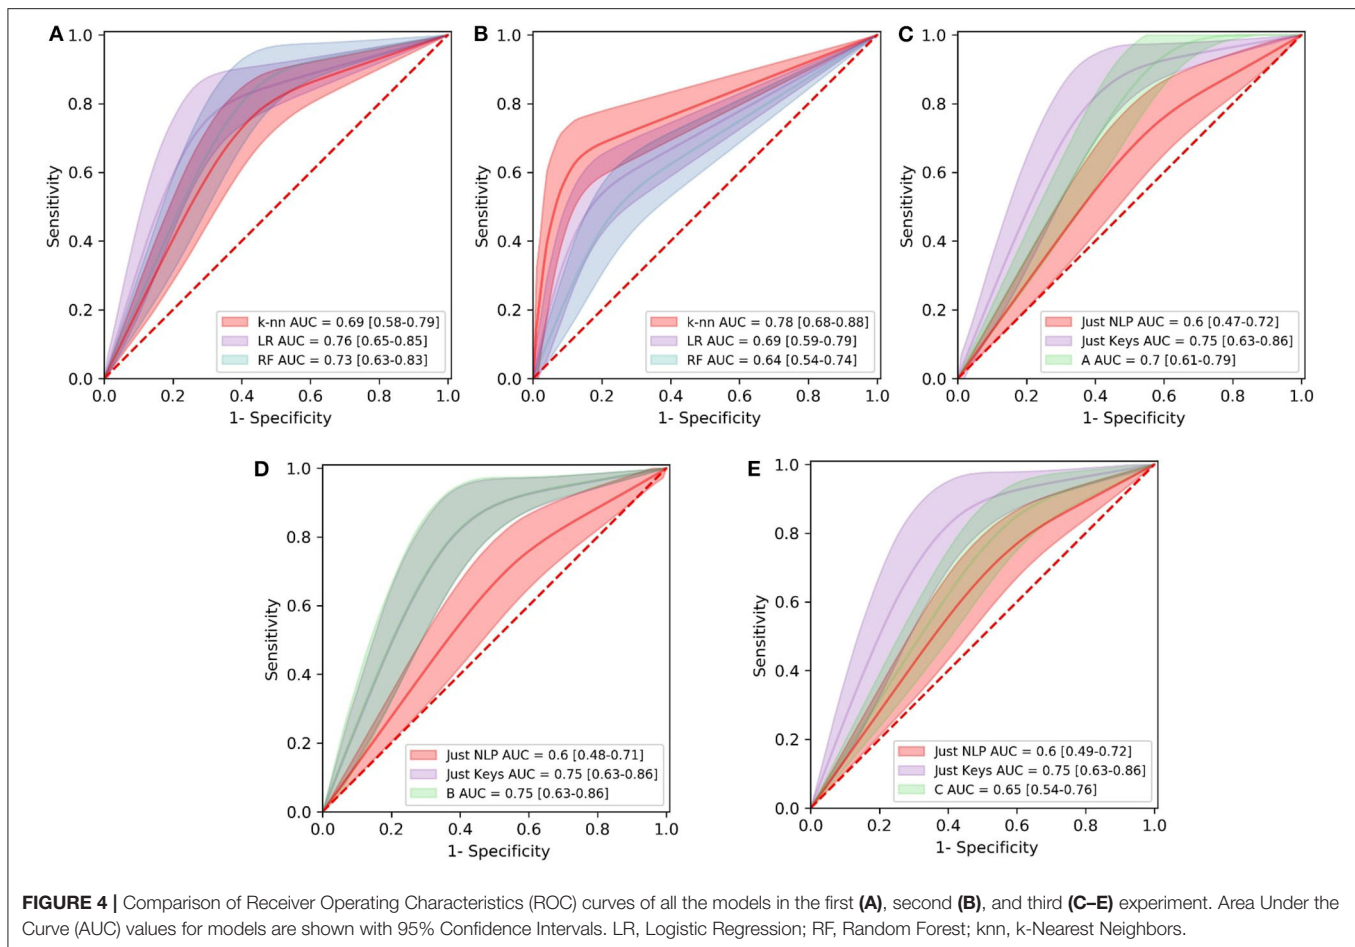 A
1.0
0.8
0.6
0.4
0.2
0.0
Sensitivity
k-nn AUC = 0.69 [0.58-0.79]
LR AUC = 0.76 [0.65-0.85]
RF AUC = 0.73 [0.63-0.83]
0.0 0.2 0.4 0.6 0.8 1.0
1- Specificity
B
1.0
0.8
0.6
0.4
0.2
0.0
Sensitivity
k-nn AUC = 0.78 [0.68-0.88]
LR AUC = 0.69 [0.59-0.79]
RF AUC = 0.64 [0.54-0.74]
0.0 0.2 0.4 0.6 0.8 1.0
1- Specificity
C
1.0
0.8
0.6
0.4
0.2
0.0
Sensitivity
Just NLP AUC = 0.6 [0.47-0.72]
Just Keys AUC = 0.75 [0.63-0.86]
A AUC = 0.7 [0.61-0.79]
0.0 0.2 0.4 0.6 0.8 1.0
1- Specificity
D
1.0
0.8
0.6
0.4
0.2
0.0
Sensitivity
Just NLP AUC = 0.6 [0.48-0.71]
Just Keys AUC = 0.75 [0.63-0.86]
B AUC = 0.75 [0.63-0.86]
0.0 0.2 0.4 0.6 0.8 1.0
1- Specificity
E
1.0
0.8
0.6
0.4
0.2
0.0
Sensitivity
Just NLP AUC = 0.6 [0.49-0.72]
Just Keys AUC = 0.75 [0.63-0.86]
C AUC = 0.65 [0.54-0.76]
0.0 0.2 0.4 0.6 0.8 1.0
1- Specificity
FIGURE 4 | Comparison of Receiver Operating Characteristics (ROC) curves of all the models in the first (A), second (B), and third (C–E) experiment. Area Under the
Curve (AUC) values for models are shown with 95% Confidence Intervals. LR, Logistic Regression; RF, Random Forest; knn, k-Nearest Neighbors.